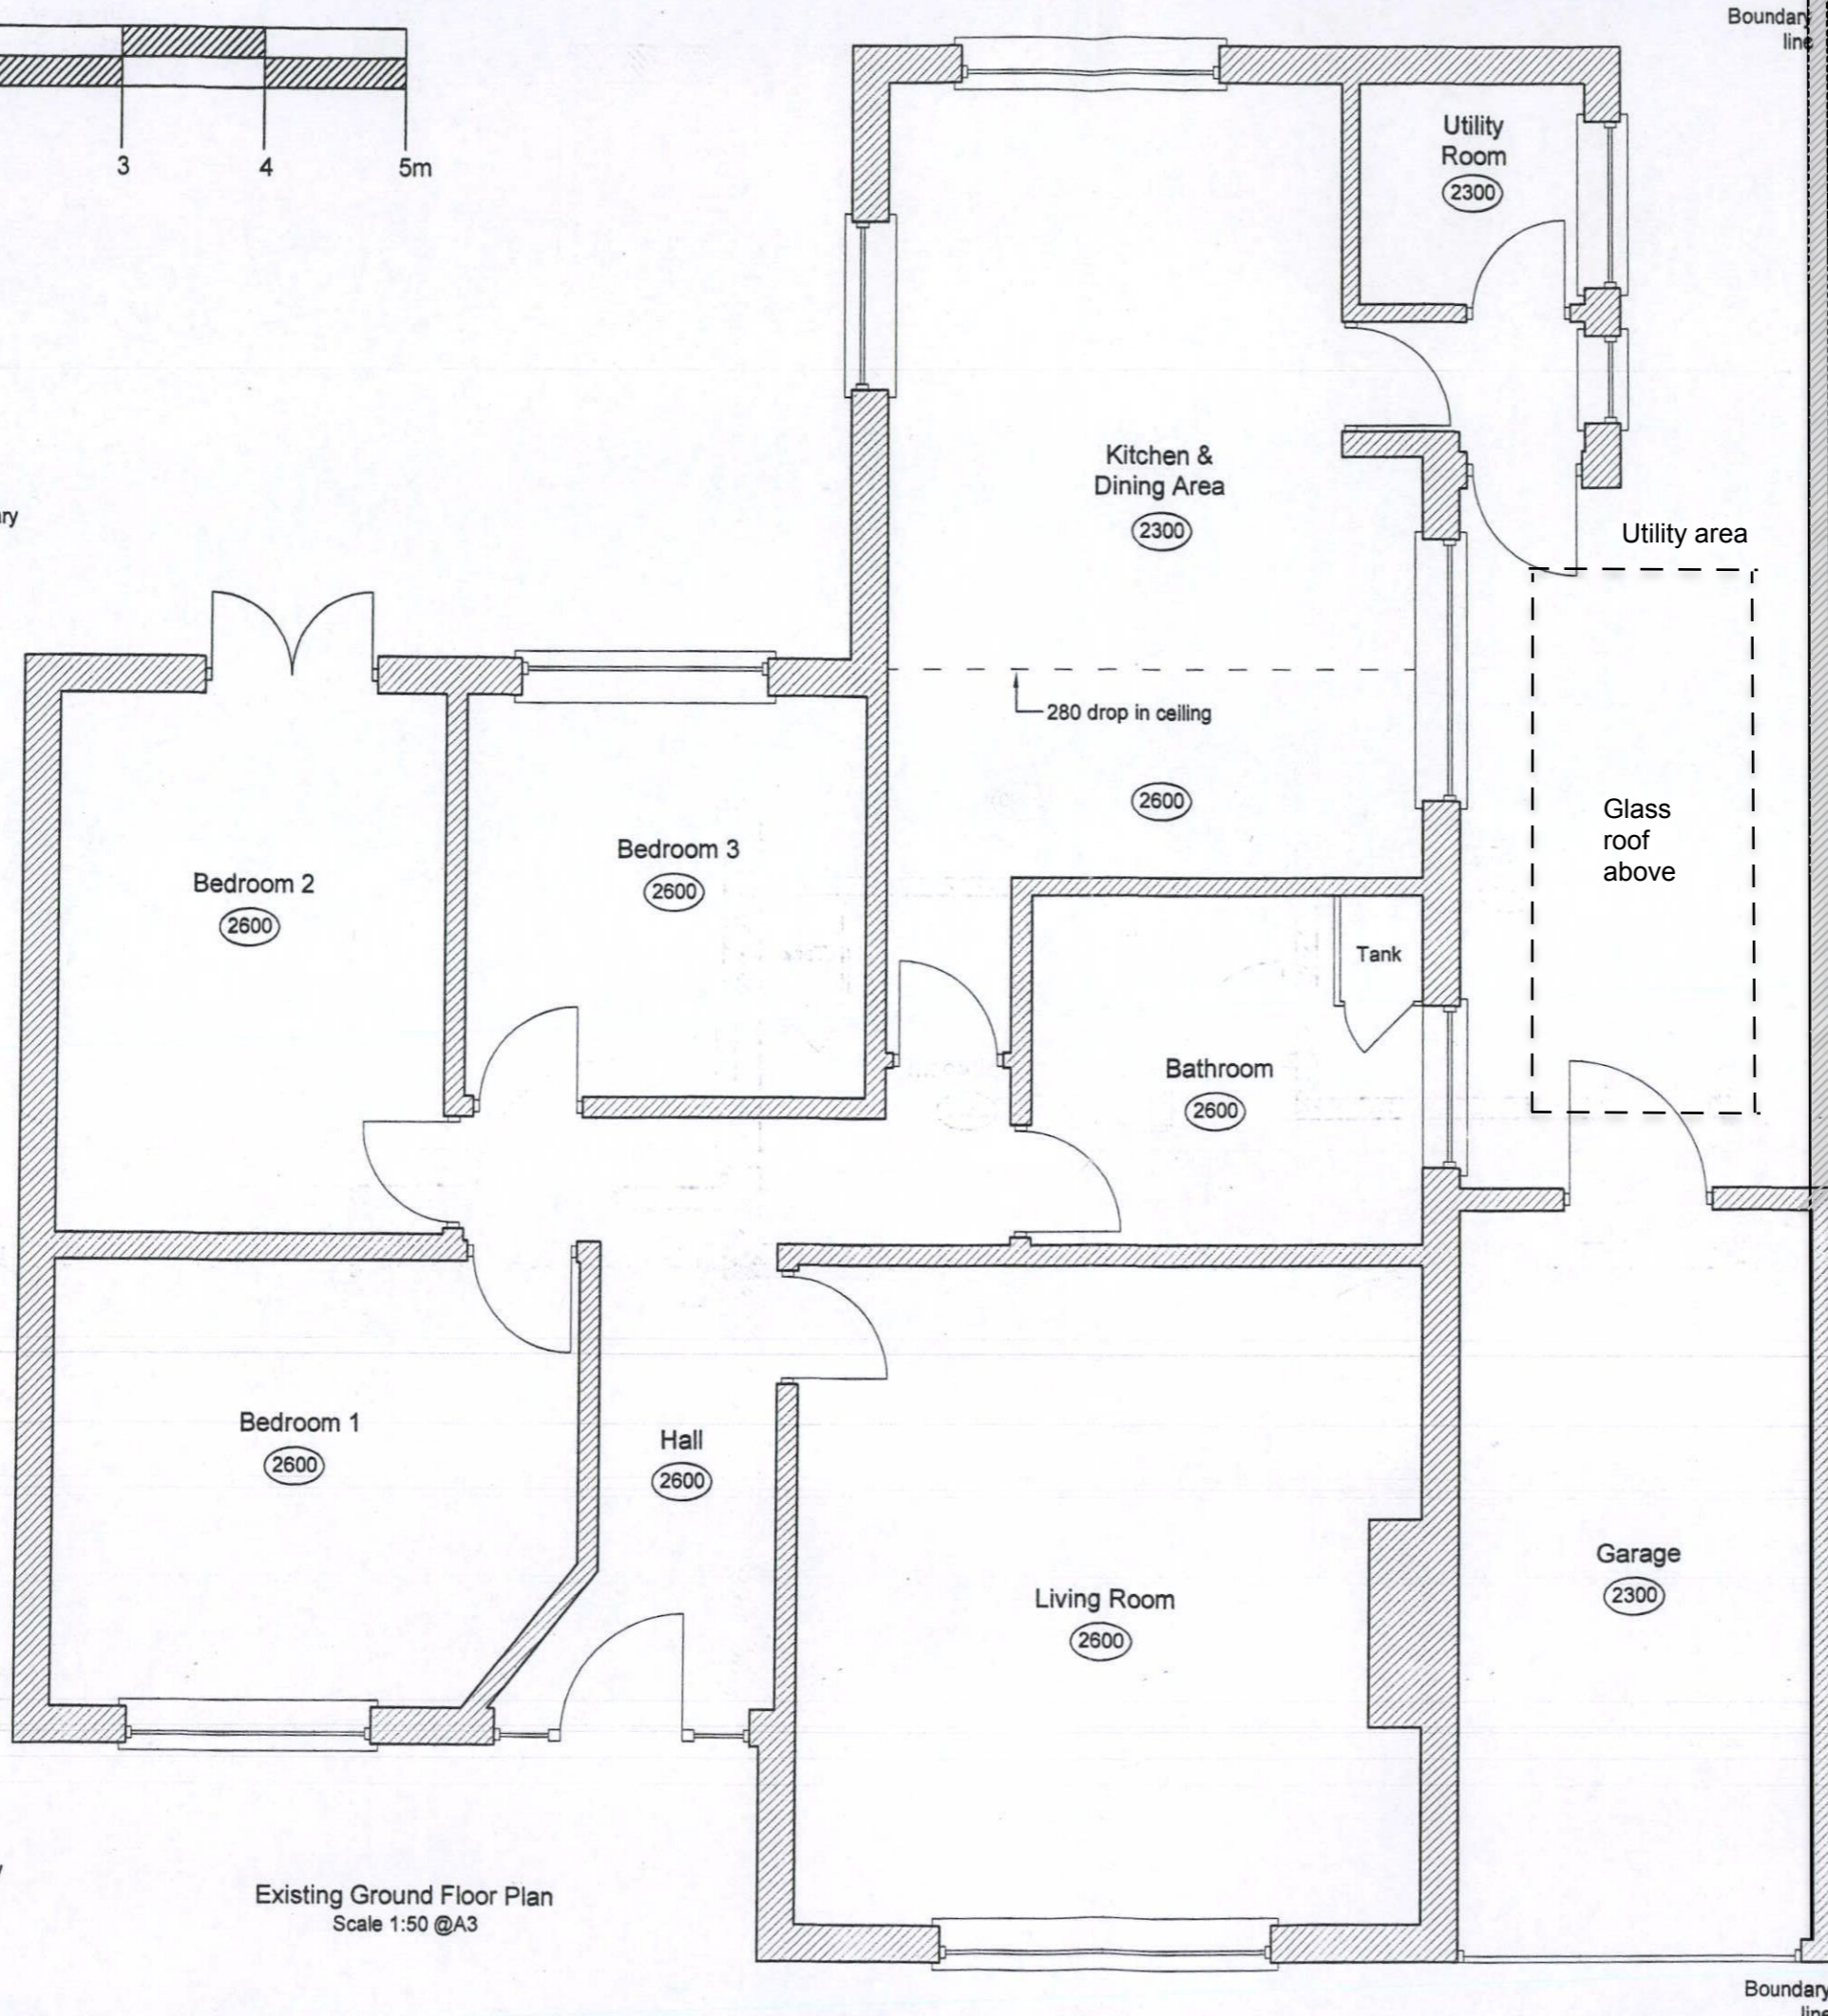 Boundary
line
3 4 5m
Utility
Room
2300
Kitchen &
Dining Area
2300
Utility area
280 drop in ceiling
2600
Glass
roof
above
Bedroom 3
2600
Bedroom 2
2600
Tank
Bathroom
2600
Bedroom 1
2600
Hall
2600
Living Room
2600
Garage
2300
Existing Ground Floor Plan
Scale 1:50 @A3
Boundary
line